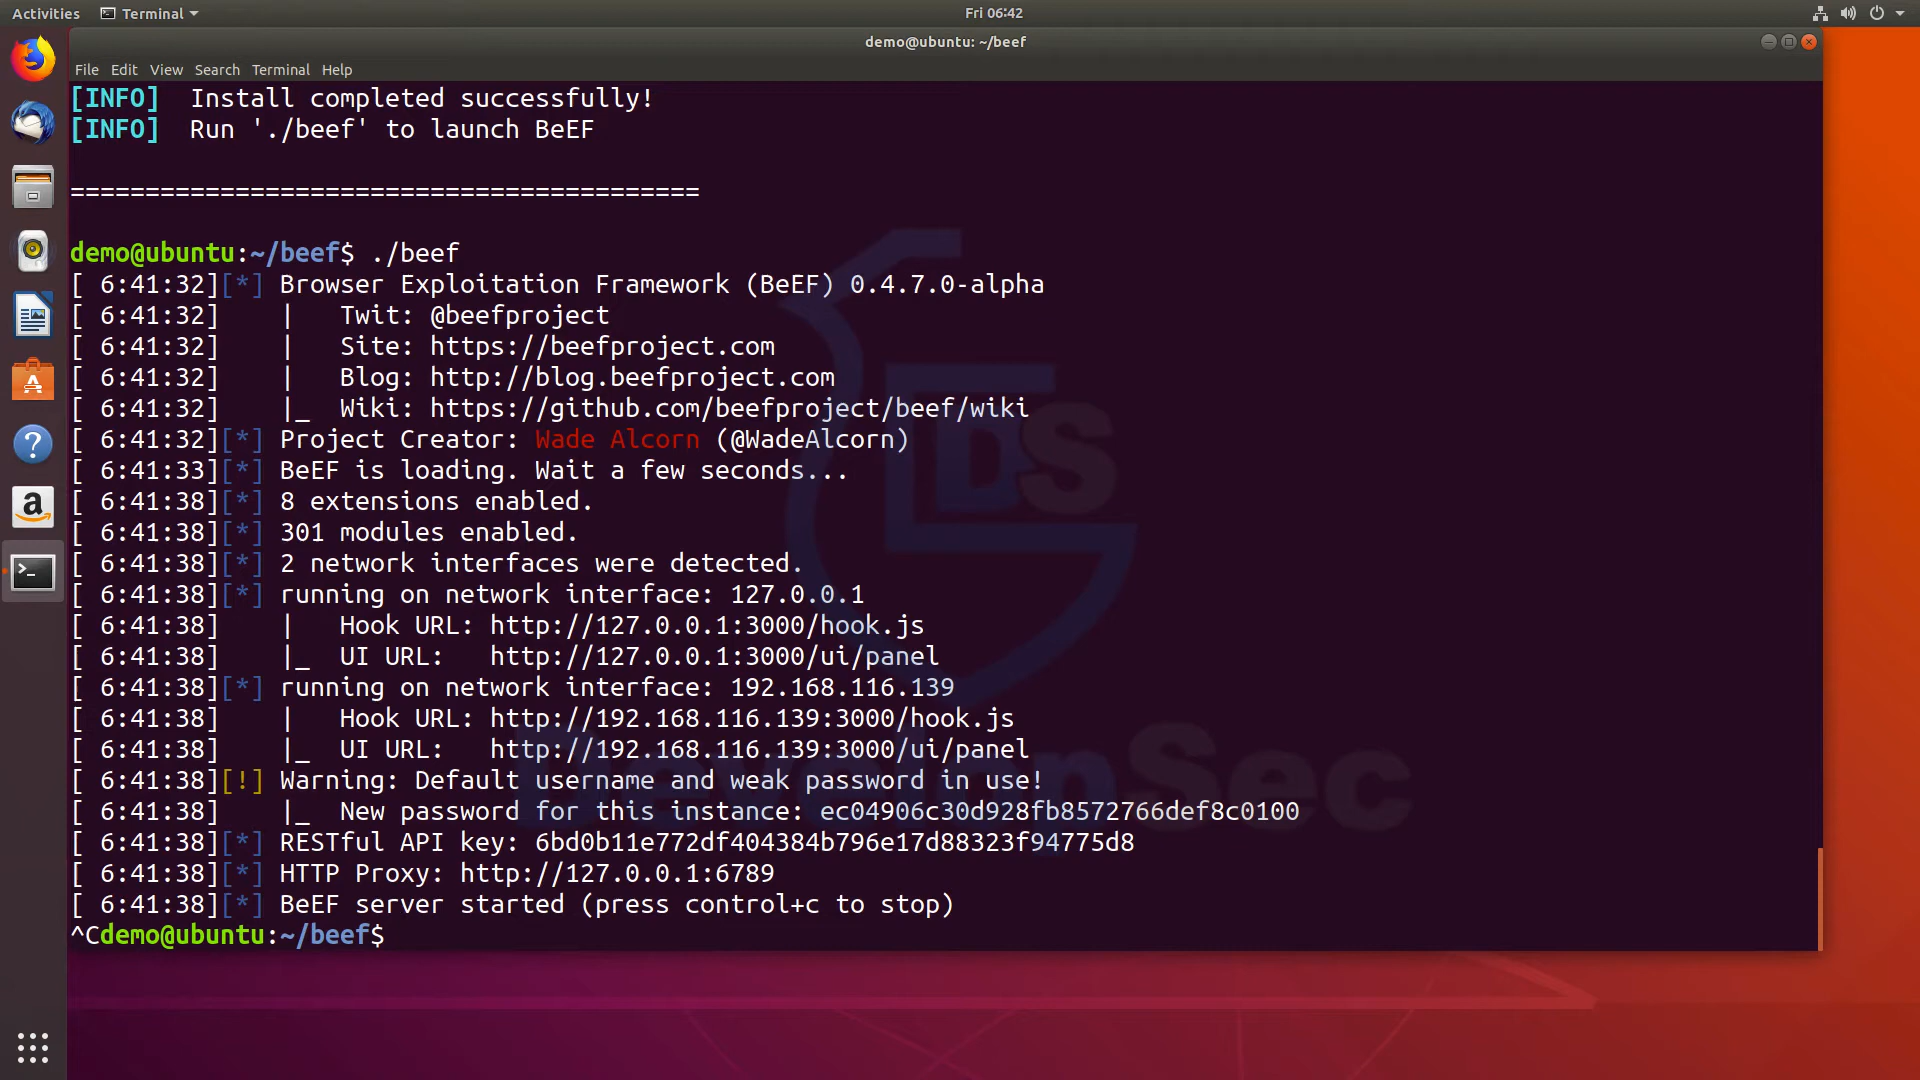 Activities Terminal Fri 06:42
demo@ubuntu: ~/beef
File Edit View Search Terminal Help
[INFO]  Install completed successfully!
[INFO]  Run './beef' to launch BeEF
==========================================
demo@ubuntu:~/beef$ ./beef
[ 6:41:32][*] Browser Exploitation Framework (BeEF) 0.4.7.0-alpha
[ 6:41:32]    |   Twit: @beefproject
[ 6:41:32]    |   Site: https://beefproject.com
[ 6:41:32]    |   Blog: http://blog.beefproject.com
[ 6:41:32]    |_  Wiki: https://github.com/beefproject/beef/wiki
[ 6:41:32][*] Project Creator: Wade Alcorn (@WadeAlcorn)
[ 6:41:33][*] BeEF is loading. Wait a few seconds...
[ 6:41:38][*] 8 extensions enabled.
[ 6:41:38][*] 301 modules enabled.
[ 6:41:38][*] 2 network interfaces were detected.
[ 6:41:38][*] running on network interface: 127.0.0.1
[ 6:41:38]    |   Hook URL: http://127.0.0.1:3000/hook.js
[ 6:41:38]    |_  UI URL:   http://127.0.0.1:3000/ui/panel
[ 6:41:38][*] running on network interface: 192.168.116.139
[ 6:41:38]    |   Hook URL: http://192.168.116.139:3000/hook.js
[ 6:41:38]    |_  UI URL:   http://192.168.116.139:3000/ui/panel
[ 6:41:38][!] Warning: Default username and weak password in use!
[ 6:41:38]    |_  New password for this instance: ec04906c30d928fb8572766def8c0100
[ 6:41:38][*] RESTful API key: 6bd0b11e772df404384b796e17d88323f94775d8
[ 6:41:38][*] HTTP Proxy: http://127.0.0.1:6789
[ 6:41:38][*] BeEF server started (press control+c to stop)
^Cdemo@ubuntu:~/beef$
DS
DevelonSec